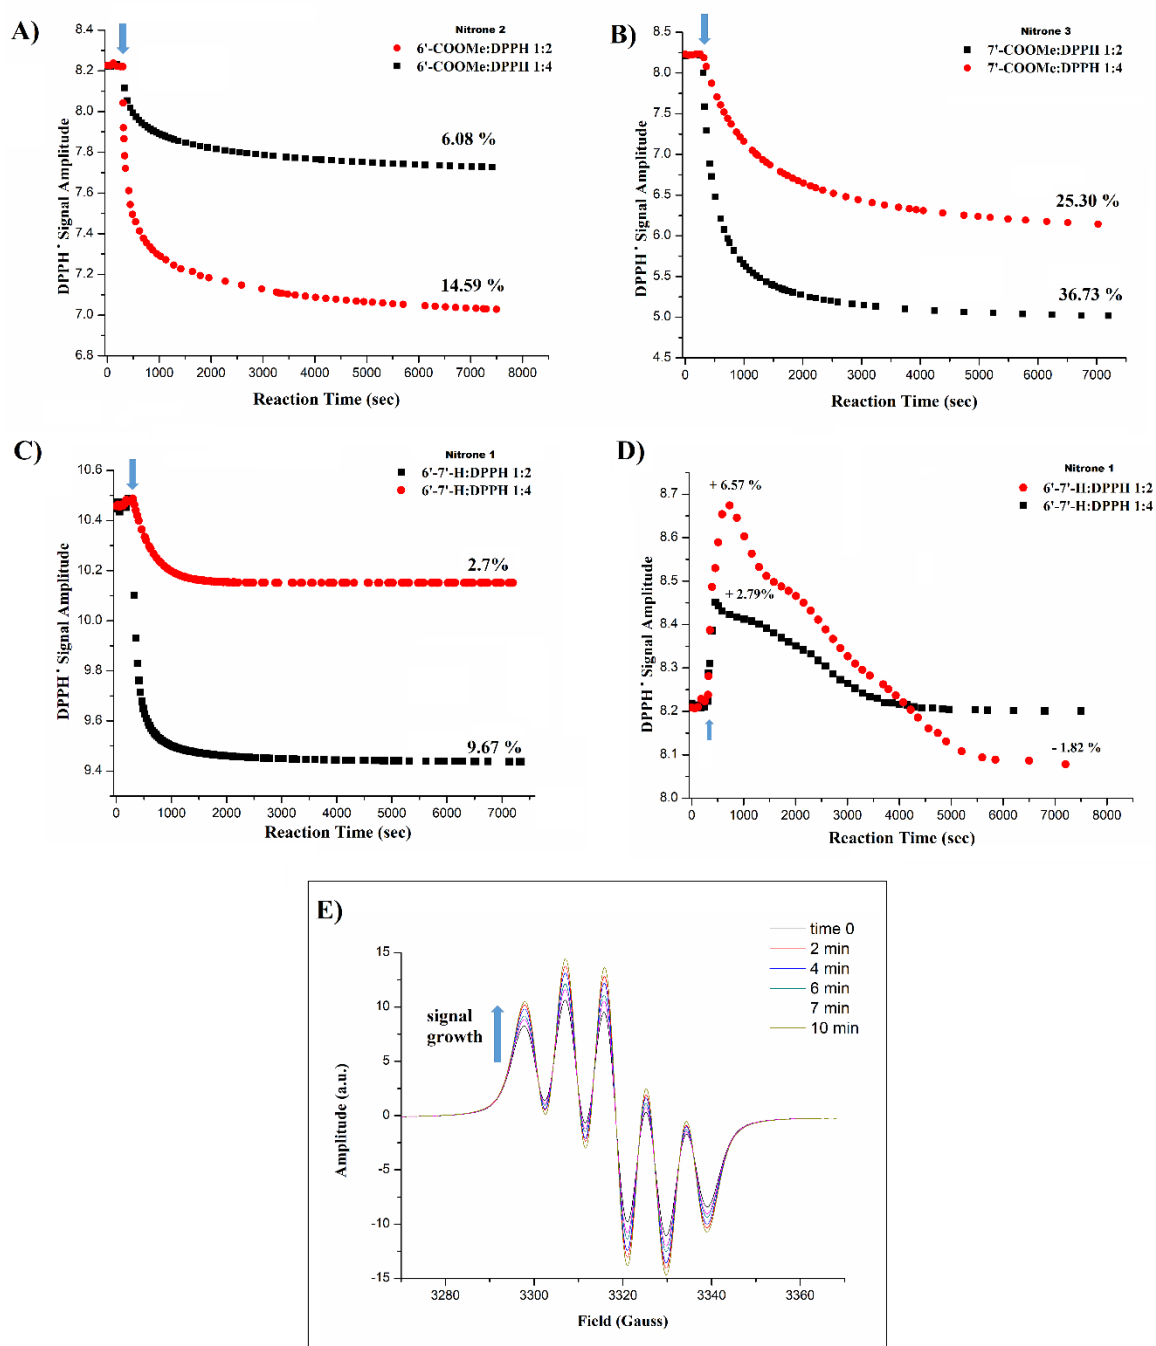 A)
Nitrone 2
6'-COOMe:DPPH 1:2
6'-COOMe:DPPH 1:4
8.4
8.2
8.0
7.8
7.6
7.4
7.2
7.0
6.8
DPPH• Signal Amplitude
6.08 %
14.59 %
0 1000 2000 3000 4000 5000 6000 7000 8000
Reaction Time (sec)
B)
Nitrone 3
7'-COOMe:DPPH 1:2
7'-COOMe:DPPH 1:4
8.5
8.0
7.5
7.0
6.5
6.0
5.5
5.0
4.5
DPPH• Signal Amplitude
25.30 %
36.73 %
0 1000 2000 3000 4000 5000 6000 7000
Reaction Time (sec)
C)
Nitrone 1
6'-7'-H:DPPH 1:2
6'-7'-H:DPPH 1:4
10.6
10.4
10.2
10.0
9.8
9.6
9.4
DPPH• Signal Amplitude
2.7%
9.67 %
0 1000 2000 3000 4000 5000 6000 7000
Reaction Time (sec)
D)
Nitrone 1
6'-7'-H:DPPH 1:2
6'-7'-H:DPPH 1:4
8.7
8.6
8.5
8.4
8.3
8.2
8.1
8.0
DPPH• Signal Amplitude
+ 6.57 %
+ 2.79%
- 1.82 %
0 1000 2000 3000 4000 5000 6000 7000 8000
Reaction Time (sec)
E)
time 0
2 min
4 min
6 min
7 min
10 min
15
10
5
0
-5
-10
-15
Amplitude (a.u.)
signal
growth
3280 3300 3320 3340 3360
Field (Gauss)